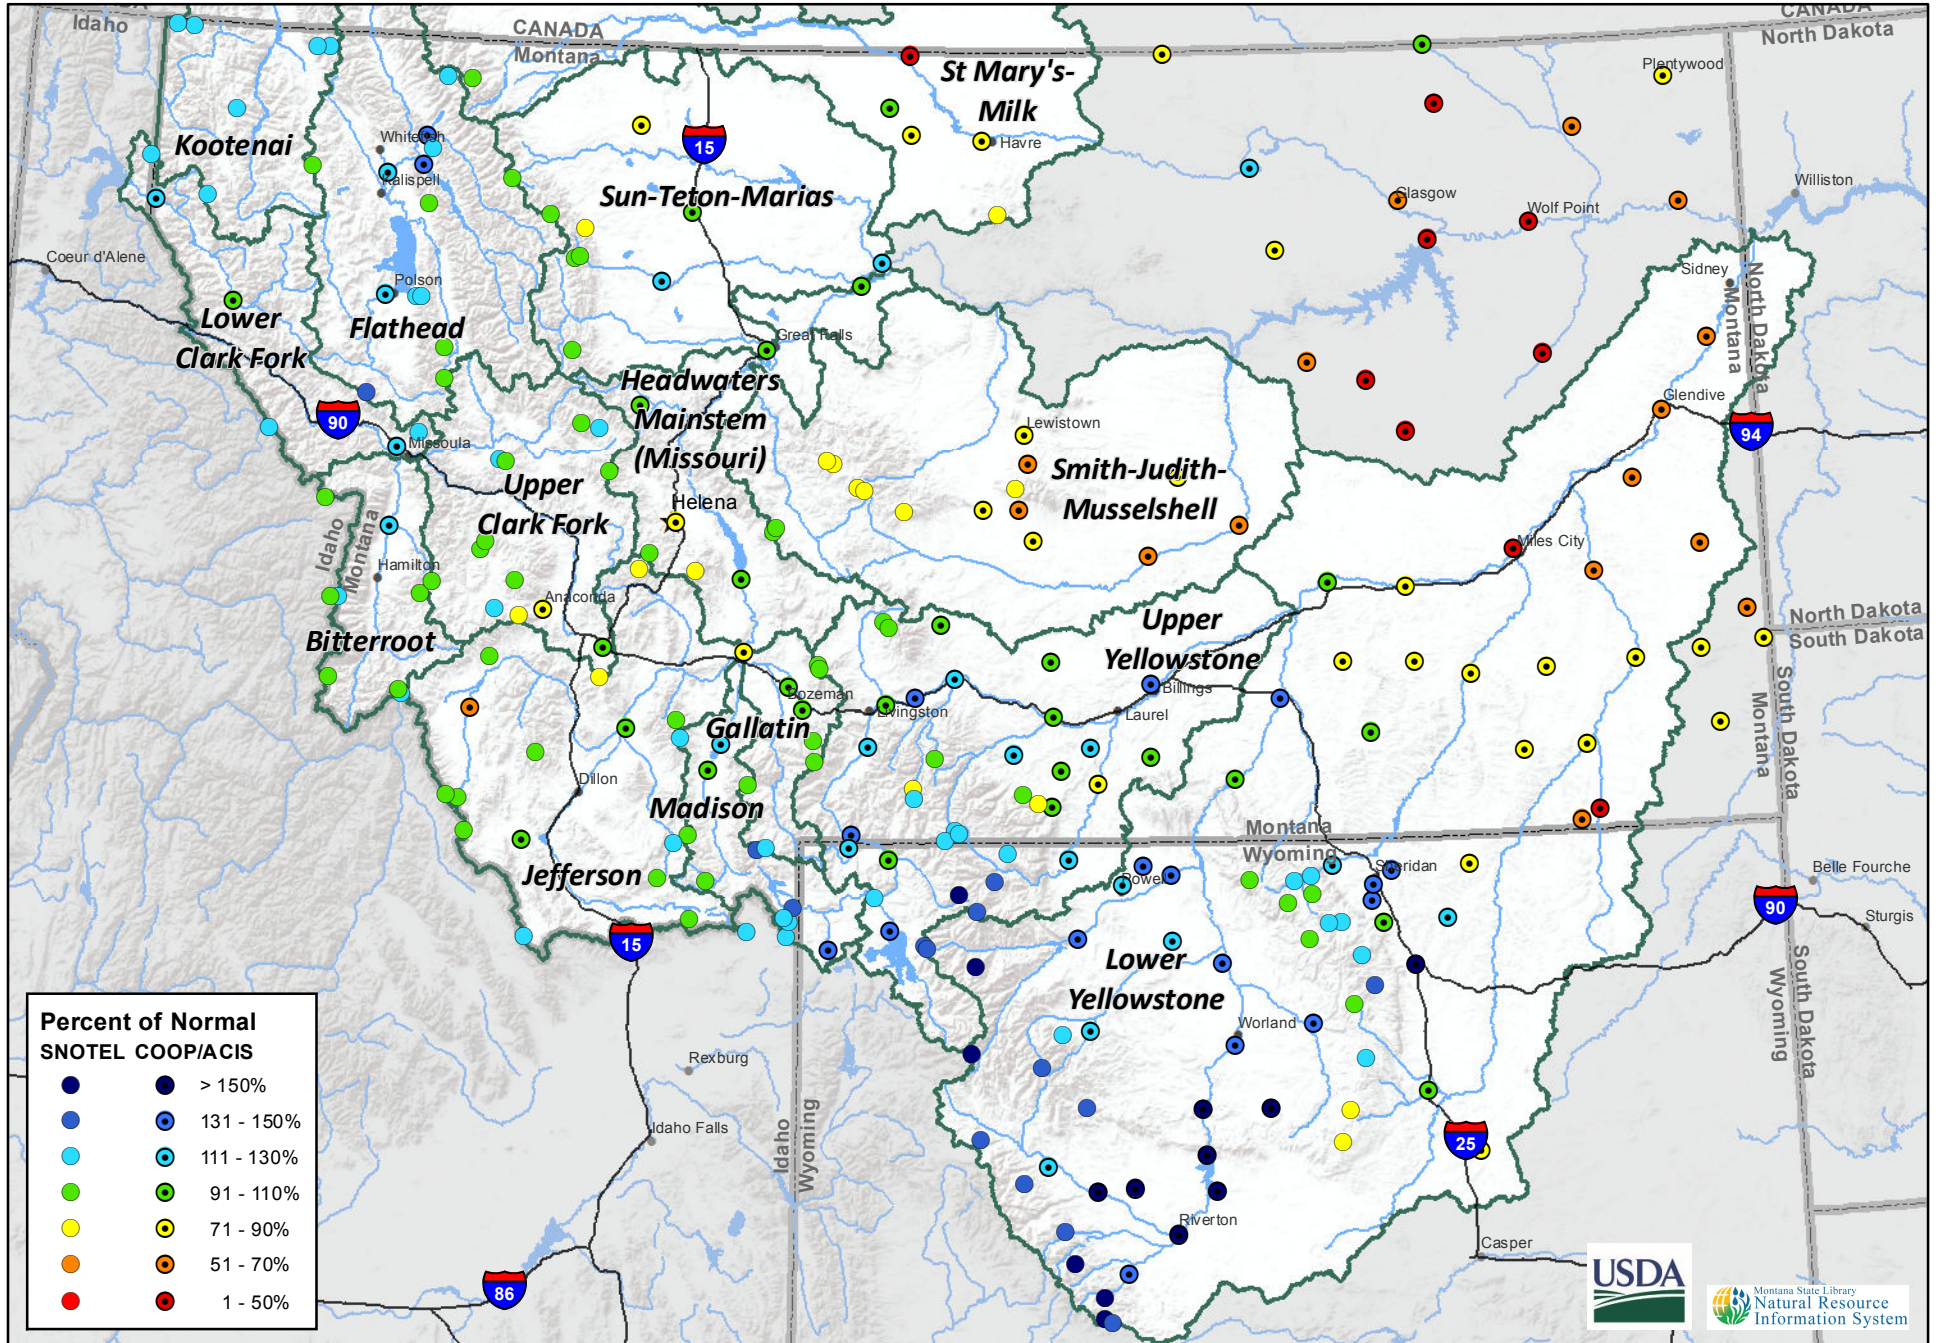 CANADA
Idaho
CANADA
Montana
CANADA
North Dakota
St Mary's-
Milk
Plentywood
15
Kootenai
Whitefish
Havre
Kalispell
Sun-Teton-Marias
Glasgow
Wolf Point
Williston
Coeur d'Alene
Polson
Sidney
North Dakota
Montana
Lower
Clark Fork
Flathead
Great Falls
Headwaters
Mainstem
(Missouri)
Glendive
90
Missoula
Lewistown
94
Smith-Judith-
Musselshell
Upper
Clark Fork
Helena
Idaho
Montana
Miles City
Hamilton
Anaconda
Bitterroot
Upper
Yellowstone
North Dakota
South Dakota
Bozeman
Livingston
Billings
Laurel
Gallatin
South Dakota
Montana
Dillon
Madison
Montana
Wyoming
Jefferson
Powell
Sheridan
Belle Fourche
90
Sturgis
15
Lower
Yellowstone
South Dakota
Wyoming
Worland
Rexburg
Idaho
Wyoming
Idaho Falls
25
Riverton
Casper
86
Percent of Normal
SNOTEL COOP/ACIS
> 150%
131 - 150%
111 - 130%
91 - 110%
71 - 90%
51 - 70%
1 - 50%
USDA
Montana State Library
Natural Resource
Information System